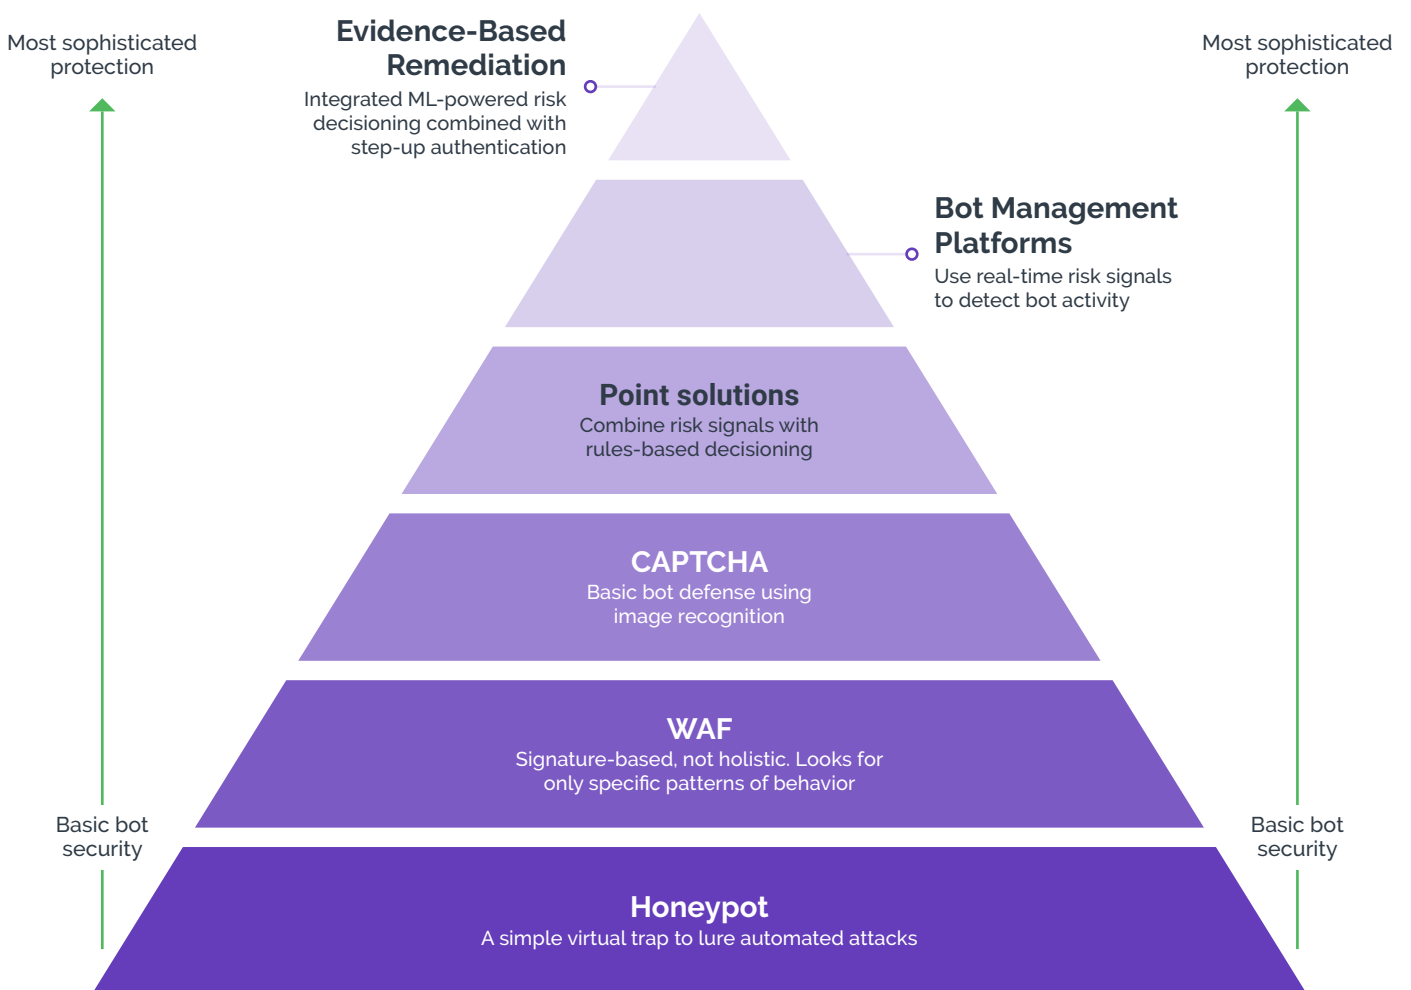 Most sophisticated
protection
Evidence-Based
Remediation
Integrated ML-powered risk
decisioning combined with
step-up authentication
Most sophisticated
protection
Bot Management
Platforms
Use real-time risk signals
to detect bot activity
Point solutions
Combine risk signals with
rules-based decisioning
CAPTCHA
Basic bot defense using
image recognition
WAF
Signature-based, not holistic. Looks for
only specific patterns of behavior
Basic bot
security
Basic bot
security
Honeypot
A simple virtual trap to lure automated attacks